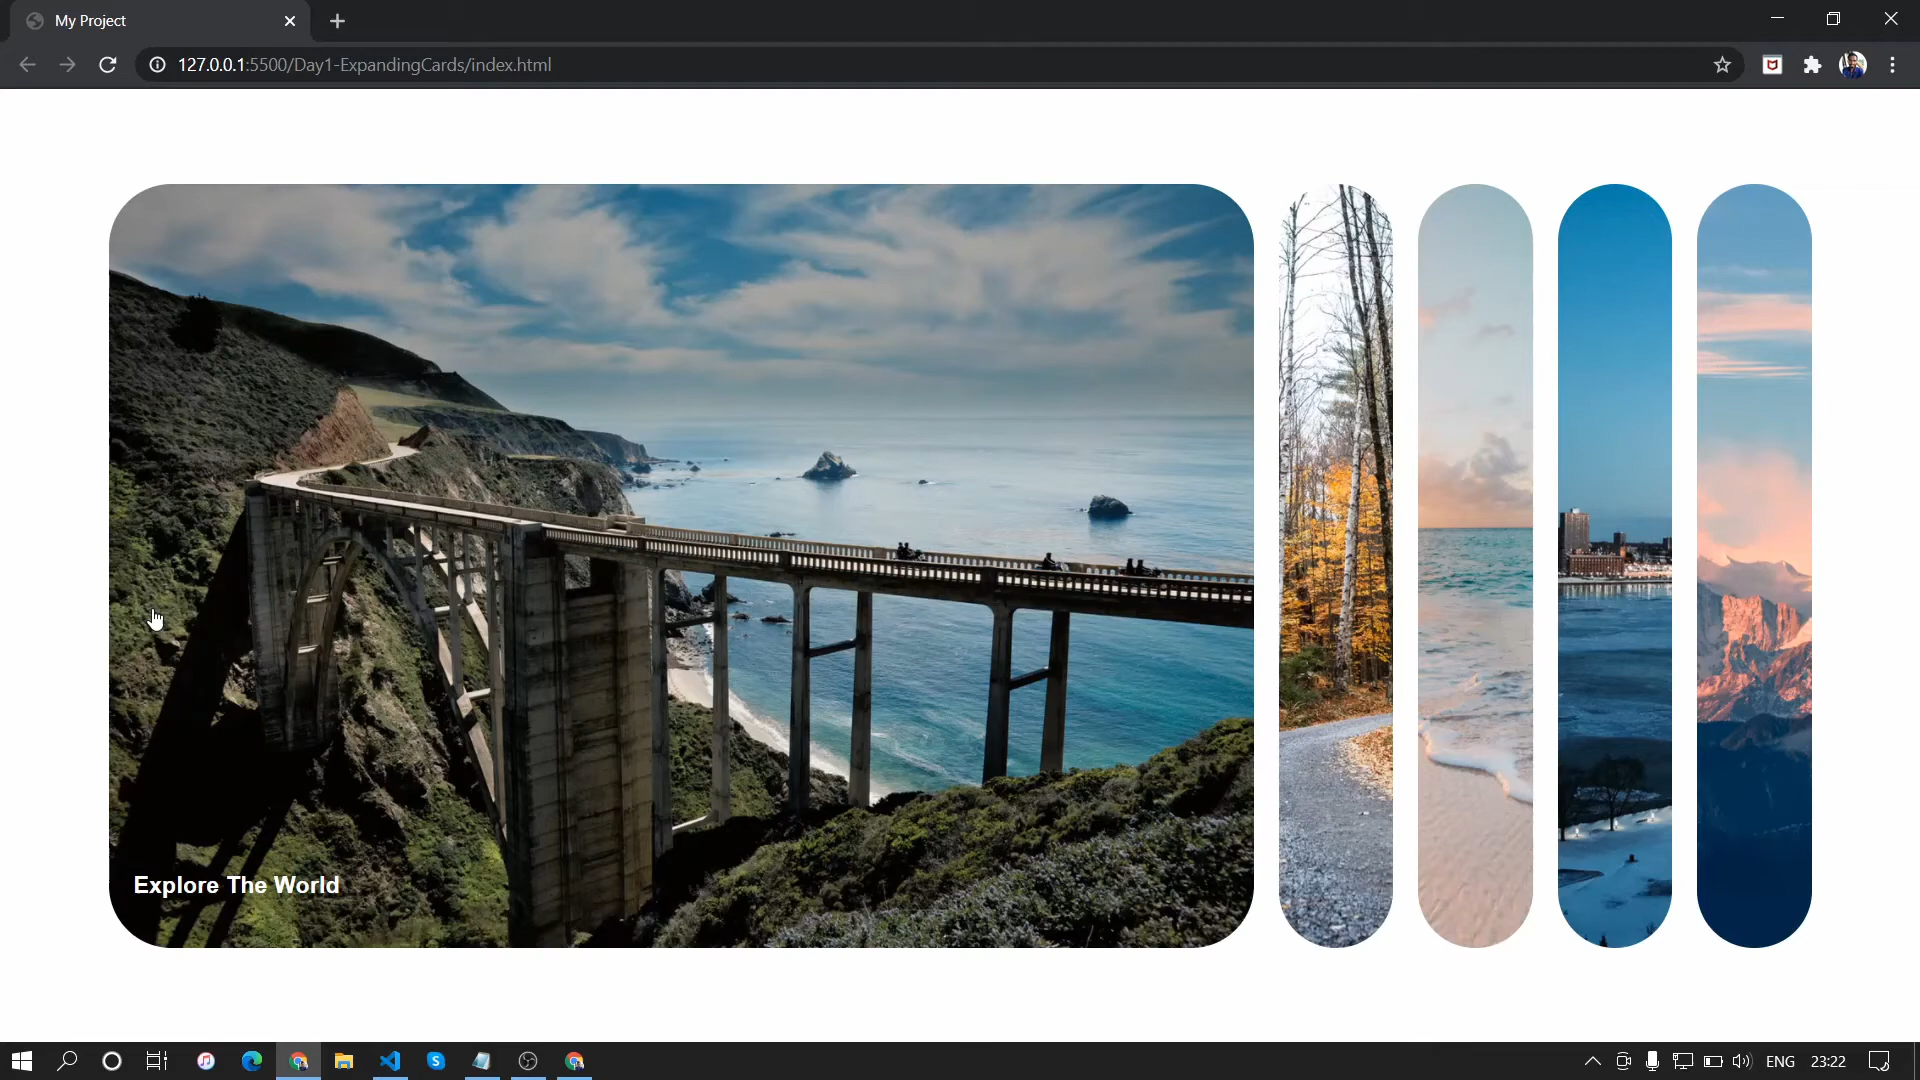 My Project
127.0.0.1:5500/Day1-ExpandingCards/index.html
Explore The World
ENG
23:22